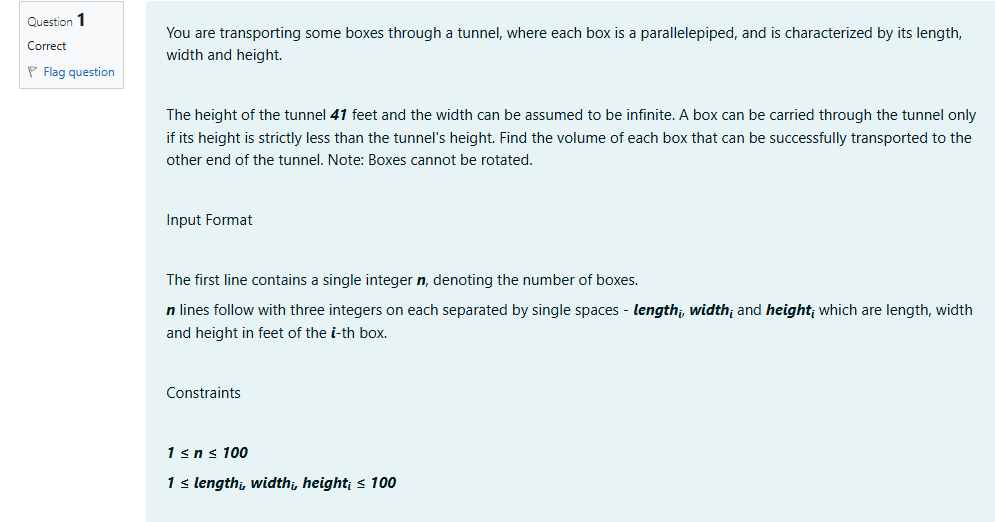 Question 1
Correct
Flag question
You are transporting some boxes through a tunnel, where each box is a parallelepiped, and is characterized by its length,
width and height.
The height of the tunnel 41 feet and the width can be assumed to be infinite. A box can be carried through the tunnel only
if its height is strictly less than the tunnel's height. Find the volume of each box that can be successfully transported to the
other end of the tunnel. Note: Boxes cannot be rotated.
Input Format
The first line contains a single integer n, denoting the number of boxes.
n lines follow with three integers on each separated by single spaces - lengthᵢ, widthᵢ and heightᵢ which are length, width
and height in feet of the i-th box.
Constraints
1 ≤ n ≤ 100
1 ≤ lengthᵢ, widthᵢ, heightᵢ ≤ 100